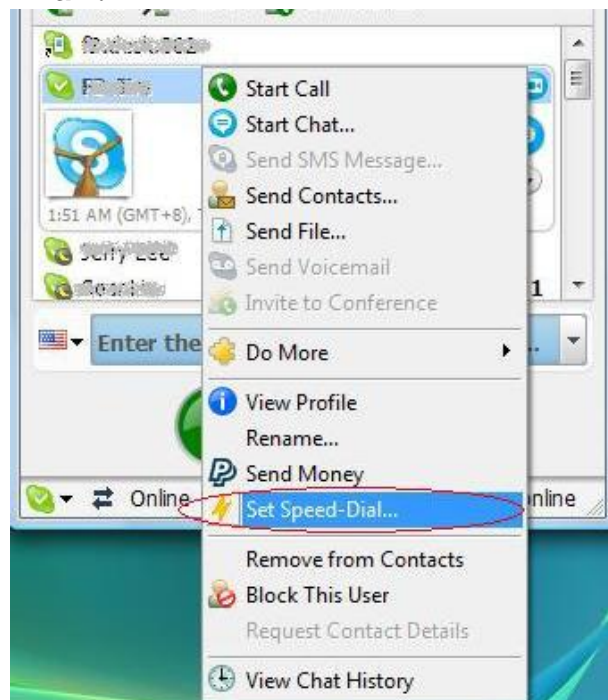 Start Call
Start Chat...
Send SMS Message...
Send Contacts...
1:51 AM (GMT+8),
Send File...
Send Voicemail
Invite to Conference
1
Enter the
..
Do More
View Profile
Rename...
Send Money
Online
Set Speed-Dial...
nline
Remove from Contacts
Block This User
Request Contact Details
View Chat History